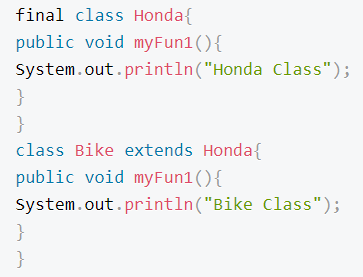 final class Honda{
public void myFun1(){
System.out.println("Honda Class");
}
}
class Bike extends Honda{
public void myFun1(){
System.out.println("Bike Class");
}
}